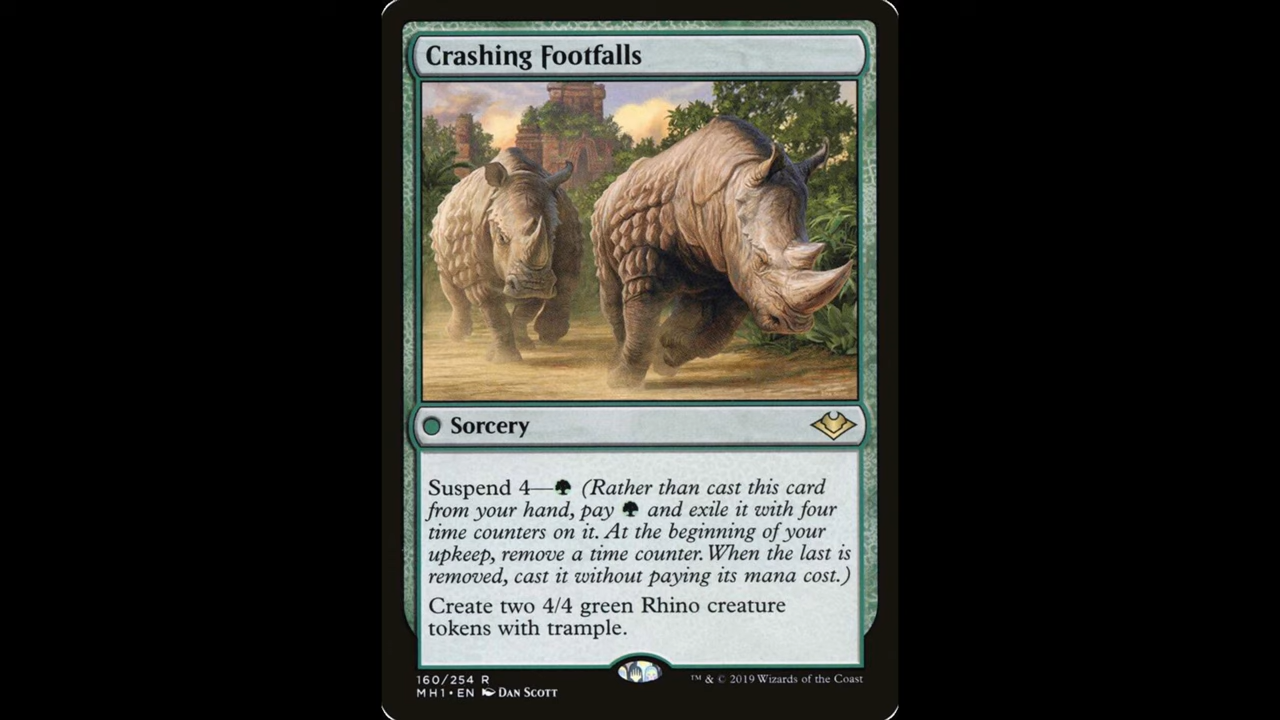 Crashing Footfalls
Sorcery
Suspend 4— (Rather than cast this card
from your hand, pay and exile it with four
time counters on it. At the beginning of your
upkeep, remove a time counter. When the last is
removed, cast it without paying its mana cost.)
Create two 4/4 green Rhino creature
tokens with trample.
160/254 R
MH1•EN Dan Scott
™ & © 2019 Wizards of the Coast